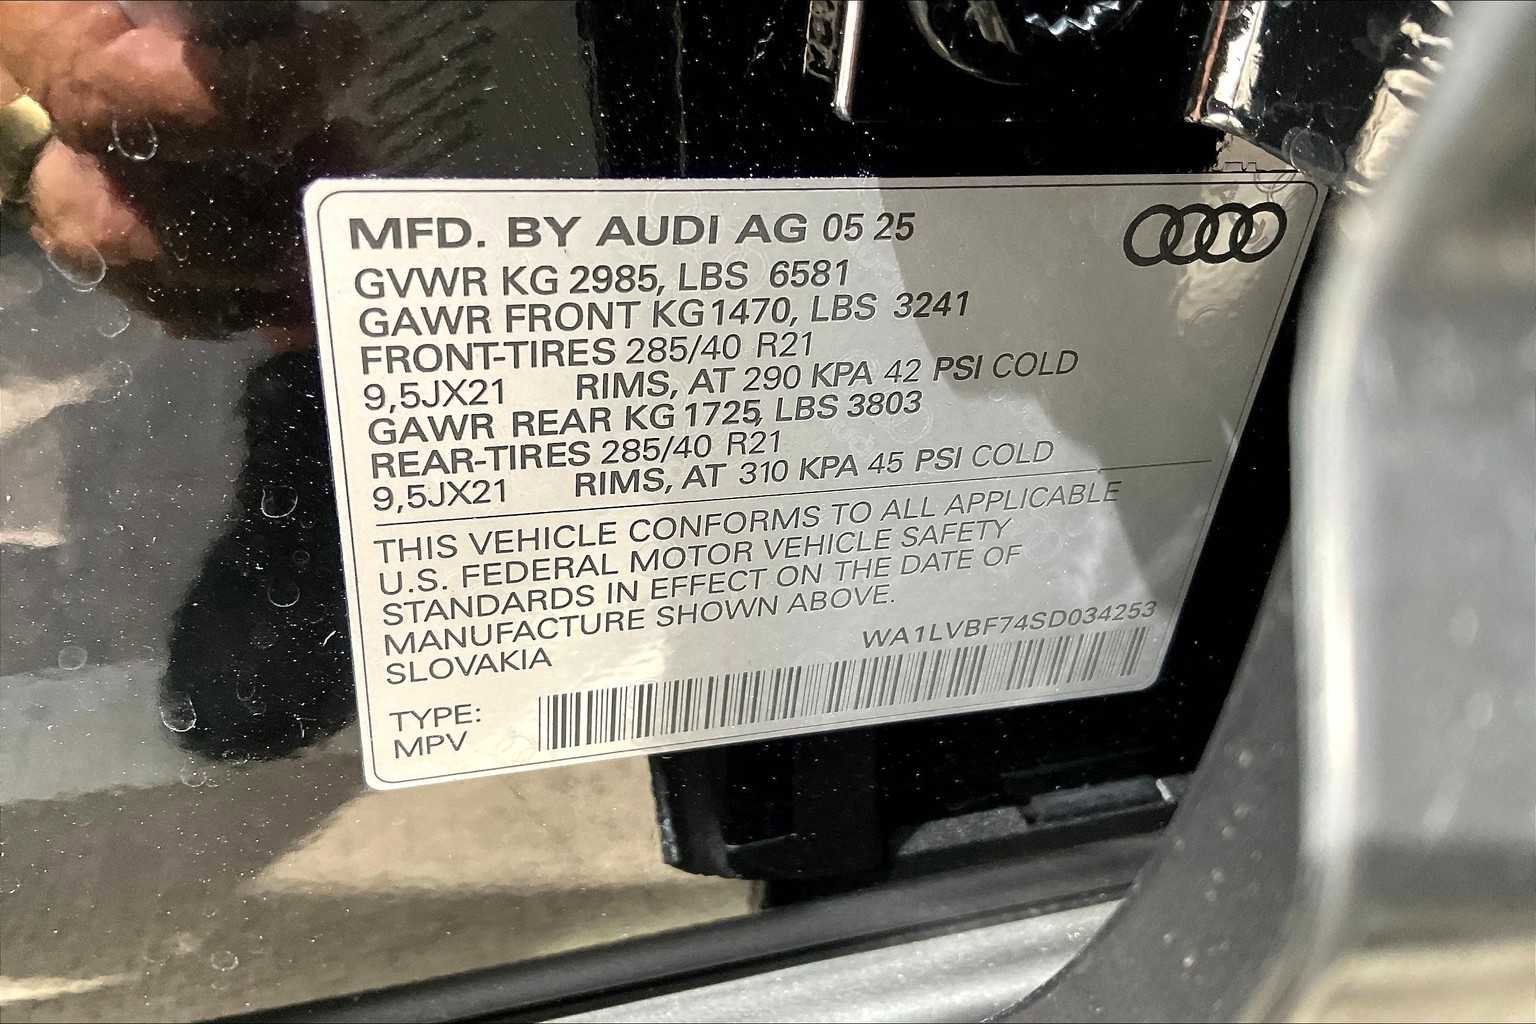 MFD. BY AUDI AG 05 25
GVWR KG 2985, LBS 6581
GAWR FRONT KG 1470, LBS 3241
FRONT-TIRES 285/40 R21
9,5JX21 RIMS, AT 290 KPA 42 PSI COLD
GAWR REAR KG 1725, LBS 3803
REAR-TIRES 285/40 R21
9,5JX21 RIMS, AT 310 KPA 45 PSI COLD
THIS VEHICLE CONFORMS TO ALL APPLICABLE
U.S. FEDERAL MOTOR VEHICLE SAFETY
STANDARDS IN EFFECT ON THE DATE OF
MANUFACTURE SHOWN ABOVE.
SLOVAKIA
WA1LVBF74SD034253
TYPE:
MPV